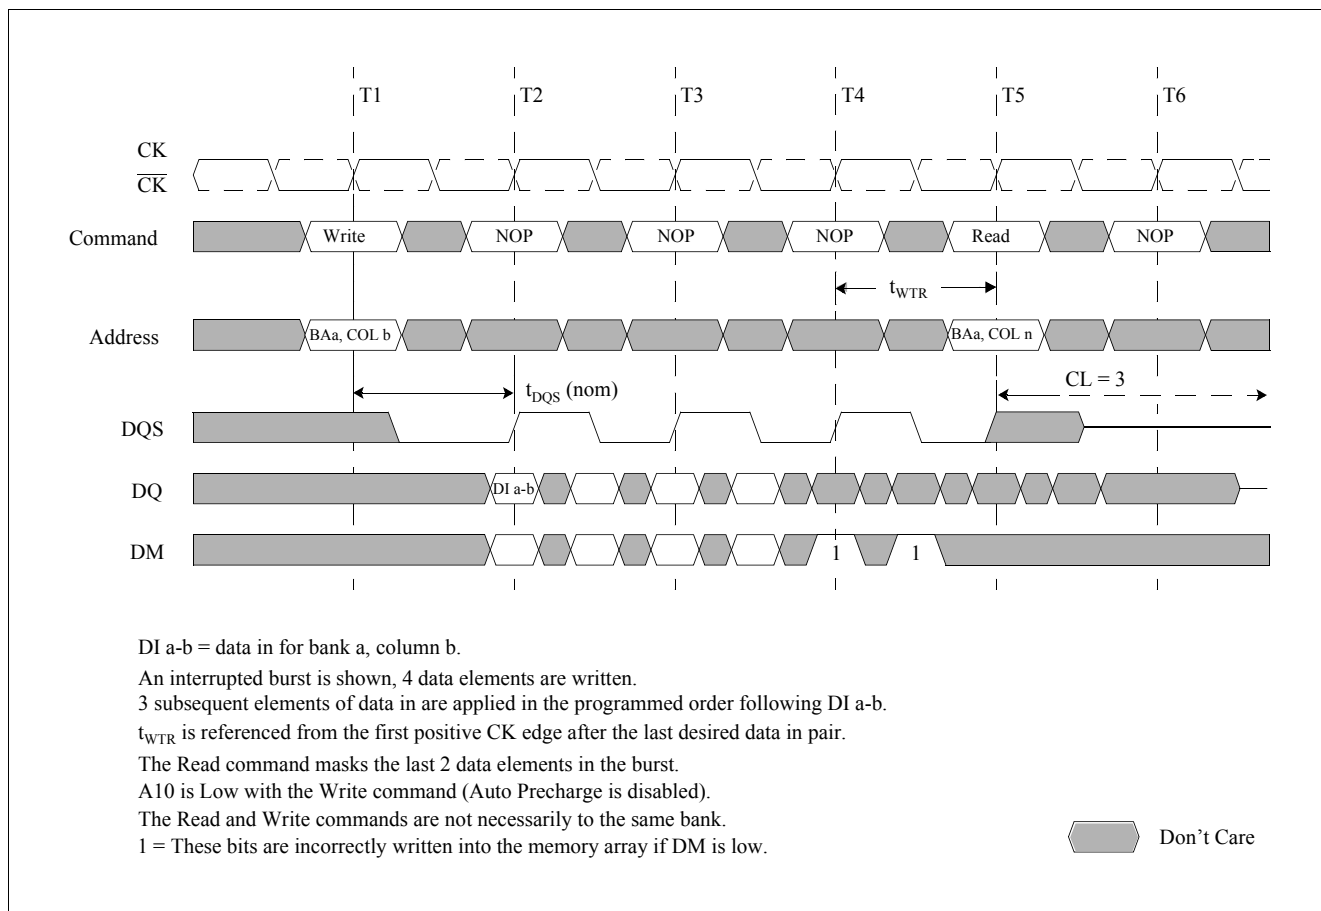 T1 T2 T3 T4 T5 T6
CK
CK
Command Write NOP NOP NOP Read NOP
tWTR
Address BAa, COL b BAa, COL n
tDQS (nom) CL = 3
DQS
DQ DI a-b
DM 1 1
DI a-b = data in for bank a, column b.
An interrupted burst is shown, 4 data elements are written.
3 subsequent elements of data in are applied in the programmed order following DI a-b.
tWTR is referenced from the first positive CK edge after the last desired data in pair.
The Read command masks the last 2 data elements in the burst.
A10 is Low with the Write command (Auto Precharge is disabled).
The Read and Write commands are not necessarily to the same bank.
1 = These bits are incorrectly written into the memory array if DM is low.
Don't Care